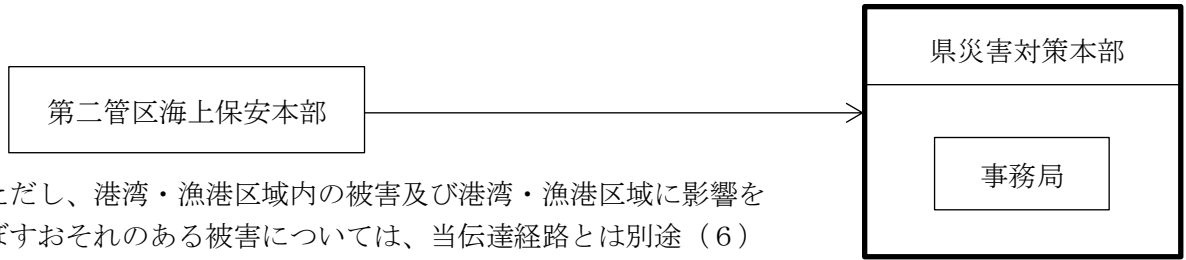 県災害対策本部
第二管区海上保安本部
事務局
ただし、港湾・漁港区域内の被害及び港湾・漁港区域に影響を
ぼすおそれのある被害については、当伝達経路とは別途（６）